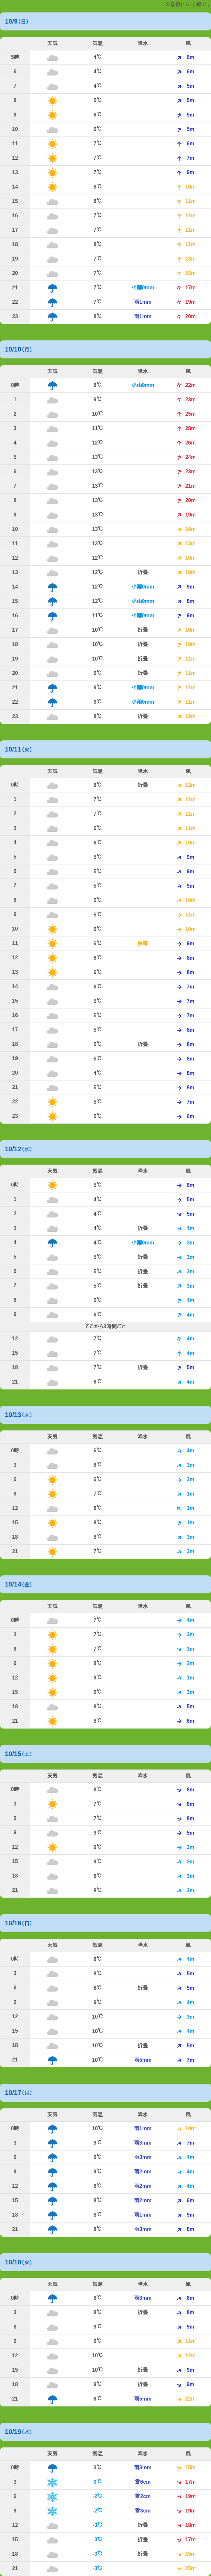 10/9(日)
天気 気温 降水 風
5時 4℃ 6m
6 4℃ 6m
7 4℃ 5m
8 5℃ 5m
9 6℃ 5m
10 6℃ 5m
11 7℃ 6m
12 7℃ 7m
13 7℃ 9m
14 8℃ 10m
15 8℃ 11m
16 7℃ 11m
17 7℃ 11m
18 8℃ 11m
19 7℃ 13m
20 7℃ 15m
21 7℃ 小雨0mm 17m
22 7℃ 雨1mm 19m
23 8℃ 雨1mm 20m
10/10(月)
天気 気温 降水 風
0時 8℃ 小雨0mm 22m
1 9℃ 23m
2 10℃ 25m
3 11℃ 28m
4 12℃ 26m
5 13℃ 24m
6 13℃ 23m
7 13℃ 21m
8 13℃ 20m
9 13℃ 19m
10 13℃ 16m
11 13℃ 13m
12 12℃ 10m
13 12℃ 折畳 10m
14 12℃ 小雨0mm 9m
15 12℃ 小雨0mm 8m
16 11℃ 小雨0mm 9m
17 10℃ 折畳 10m
18 10℃ 折畳 10m
19 10℃ 折畳 11m
20 9℃ 折畳 11m
21 9℃ 小雨0mm 11m
22 9℃ 小雨0mm 11m
23 8℃ 折畳 12m
10/11(火)
天気 気温 降水 風
0時 8℃ 折畳 12m
1 7℃ 11m
2 7℃ 11m
3 6℃ 11m
4 6℃ 10m
5 5℃ 9m
6 5℃ 9m
7 5℃ 9m
8 5℃ 10m
9 5℃ 11m
10 6℃ 10m
11 6℃ 9m
12 6℃ 8m
13 6℃ 8m
14 6℃ 7m
15 5℃ 7m
16 5℃ 7m
17 5℃ 8m
18 5℃ 折畳 8m
19 5℃ 8m
20 4℃ 8m
21 5℃ 8m
22 5℃ 7m
23 5℃ 6m
10/12(水)
天気 気温 降水 風
0時 5℃ 6m
1 4℃ 5m
2 4℃ 5m
3 4℃ 折畳 4m
4 4℃ 小雨0mm 3m
5 5℃ 折畳 3m
6 5℃ 折畳 3m
7 5℃ 折畳 3m
8 5℃ 4m
9 6℃ 4m
ここから3時間ごと
12 7℃ 4m
15 7℃ 4m
18 7℃ 折畳 5m
21 6℃ 4m
10/13(木)
天気 気温 降水 風
0時 6℃ 4m
3 6℃ 3m
6 6℃ 2m
9 7℃ 1m
12 8℃ 1m
15 8℃ 1m
18 8℃ 3m
21 7℃ 3m
10/14(金)
天気 気温 降水 風
0時 7℃ 4m
3 7℃ 3m
6 7℃ 3m
9 8℃ 2m
12 9℃ 1m
15 9℃ 3m
18 8℃ 5m
21 8℃ 6m
10/15(土)
天気 気温 降水 風
0時 8℃ 8m
3 7℃ 8m
6 7℃ 8m
9 9℃ 5m
12 9℃ 3m
15 9℃ 3m
18 8℃ 3m
21 8℃ 3m
10/16(日)
天気 気温 降水 風
0時 8℃ 4m
3 8℃ 5m
6 8℃ 折畳 5m
9 9℃ 4m
12 10℃ 3m
15 10℃ 4m
18 10℃ 折畳 5m
21 10℃ 雨5mm 7m
10/17(月)
天気 気温 降水 風
0時 10℃ 雨1mm 10m
3 9℃ 雨3mm 7m
6 9℃ 雨3mm 4m
9 9℃ 雨2mm 4m
12 8℃ 雨2mm 4m
15 8℃ 雨2mm 6m
18 9℃ 雨1mm 9m
21 8℃ 雨3mm 8m
10/18(火)
天気 気温 降水 風
0時 9℃ 雨3mm 8m
3 8℃ 折畳 8m
6 9℃ 9m
9 9℃ 11m
12 10℃ 12m
15 10℃ 折畳 9m
18 9℃ 折畳 9m
21 6℃ 雨5mm 12m
10/19(水)
天気 気温 降水 風
0時 3℃ 雨3mm 15m
3 0℃ 雪6cm 17m
6 -2℃ 雪2cm 19m
9 -2℃ 雪3cm 19m
12 -3℃ 折畳 18m
15 -3℃ 折畳 17m
18 -3℃ 折畳 15m
21 -3℃ 15m